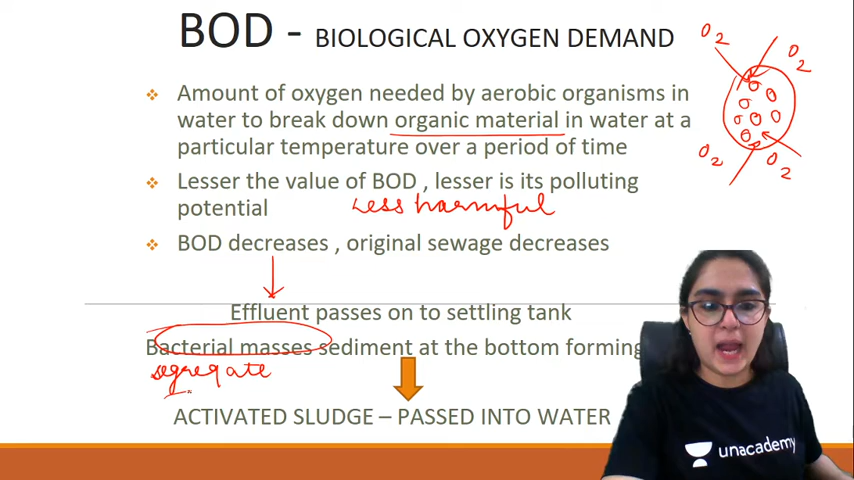 BOD - BIOLOGICAL OXYGEN DEMAND
O2
O2
Amount of oxygen needed by aerobic organisms in
water to break down organic material in water at a
particular temperature over a period of time
O2
O2
Lesser the value of BOD , lesser is its polluting
potential
Less harmful
BOD decreases , original sewage decreases
Effluent passes on to settling tank
Bacterial masses sediment at the bottom forming
segregate
ACTIVATED SLUDGE – PASSED INTO WATER
unacademy